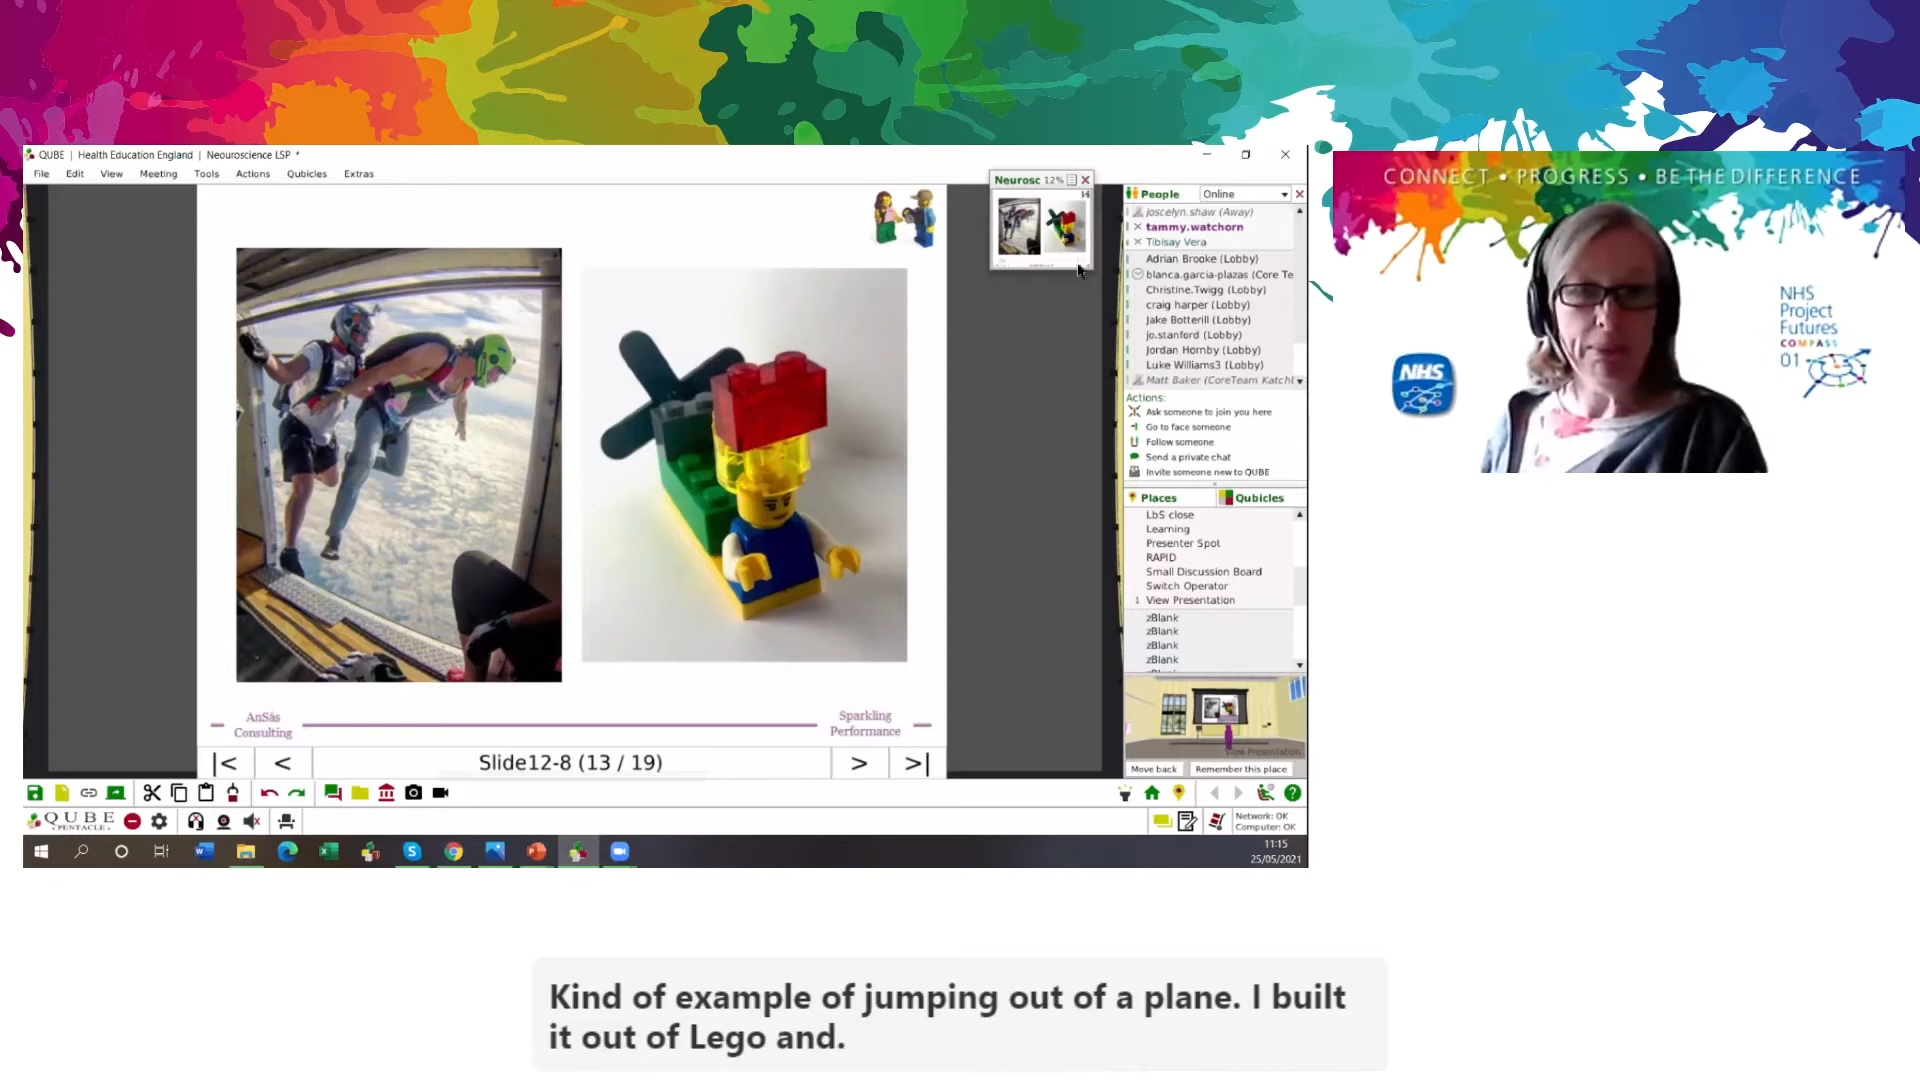 QUBE | Health Education England | Neouroscience LSP *
File Edit View Meeting Tools Actions Qubicles Extras
Neurosc 12%
People Online
joscelyn.shaw (Away)
tammy.watchorn
Tibisay Vera
Adrian Brooke (Lobby)
blanca.garcia-plazas (Core Te
Christine.Twigg (Lobby)
craig harper (Lobby)
Jake Botterill (Lobby)
jo.stanford (Lobby)
Jordan Hornby (Lobby)
Luke Williams3 (Lobby)
Matt Baker (CoreTeam Katchl
Actions:
Ask someone to join you here
Go to face someone
Follow someone
Send a private chat
Invite someone new to QUBE
Places Qubicles
LbS close
Learning
Presenter Spot
RAPID
Small Discussion Board
Switch Operator
1 View Presentation
zBlank
zBlank
zBlank
zBlank
View Presentation
Move back Remember this place
AnSás
Consulting
Sparkling
Performance
|< < Slide12-8 (13 / 19) > >|
QUBE
PENTACLE
Network: OK
Computer: OK
11:15
25/05/2021
CONNECT • PROGRESS • BE THE DIFFERENCE
NHS
NHS
Project
Futures
COMPASS
01
Kind of example of jumping out of a plane. I built
it out of Lego and.